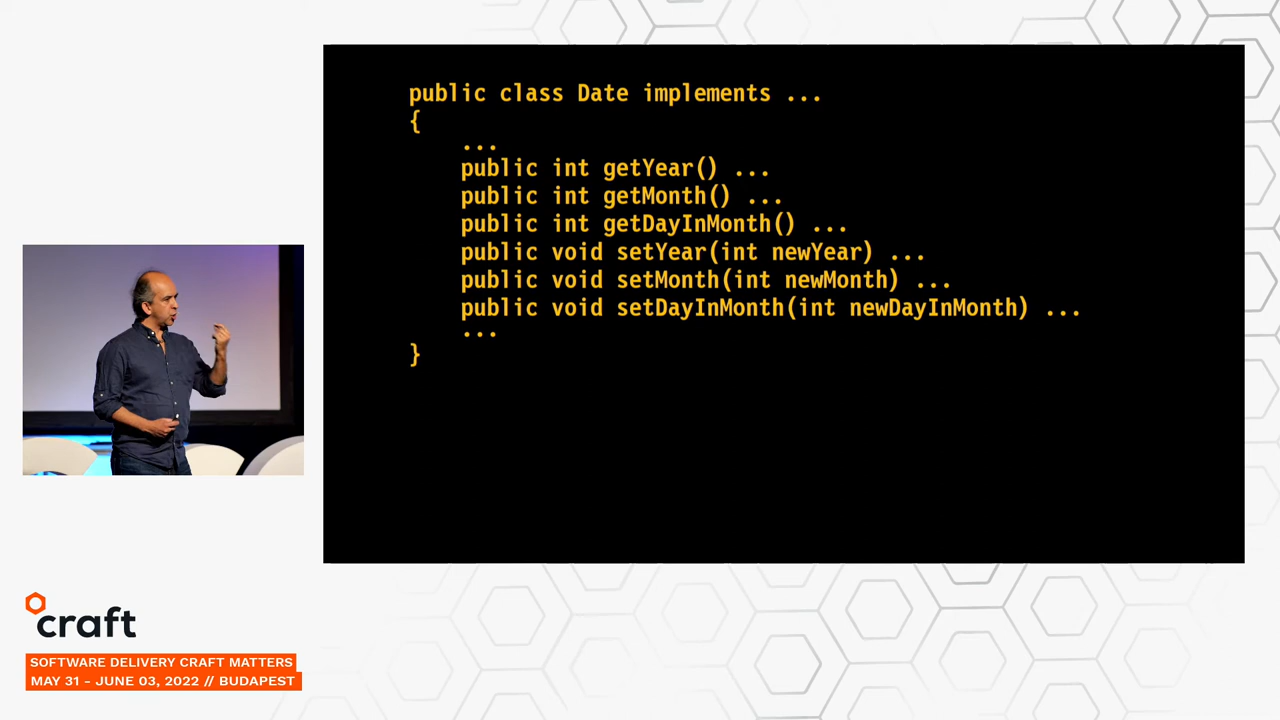 public class Date implements ...
{
...
public int getYear() ...
public int getMonth() ...
public int getDayInMonth() ...
public void setYear(int newYear) ...
public void setMonth(int newMonth) ...
public void setDayInMonth(int newDayInMonth) ...
...
}
craft
SOFTWARE DELIVERY CRAFT MATTERS
MAY 31 - JUNE 03, 2022 // BUDAPEST